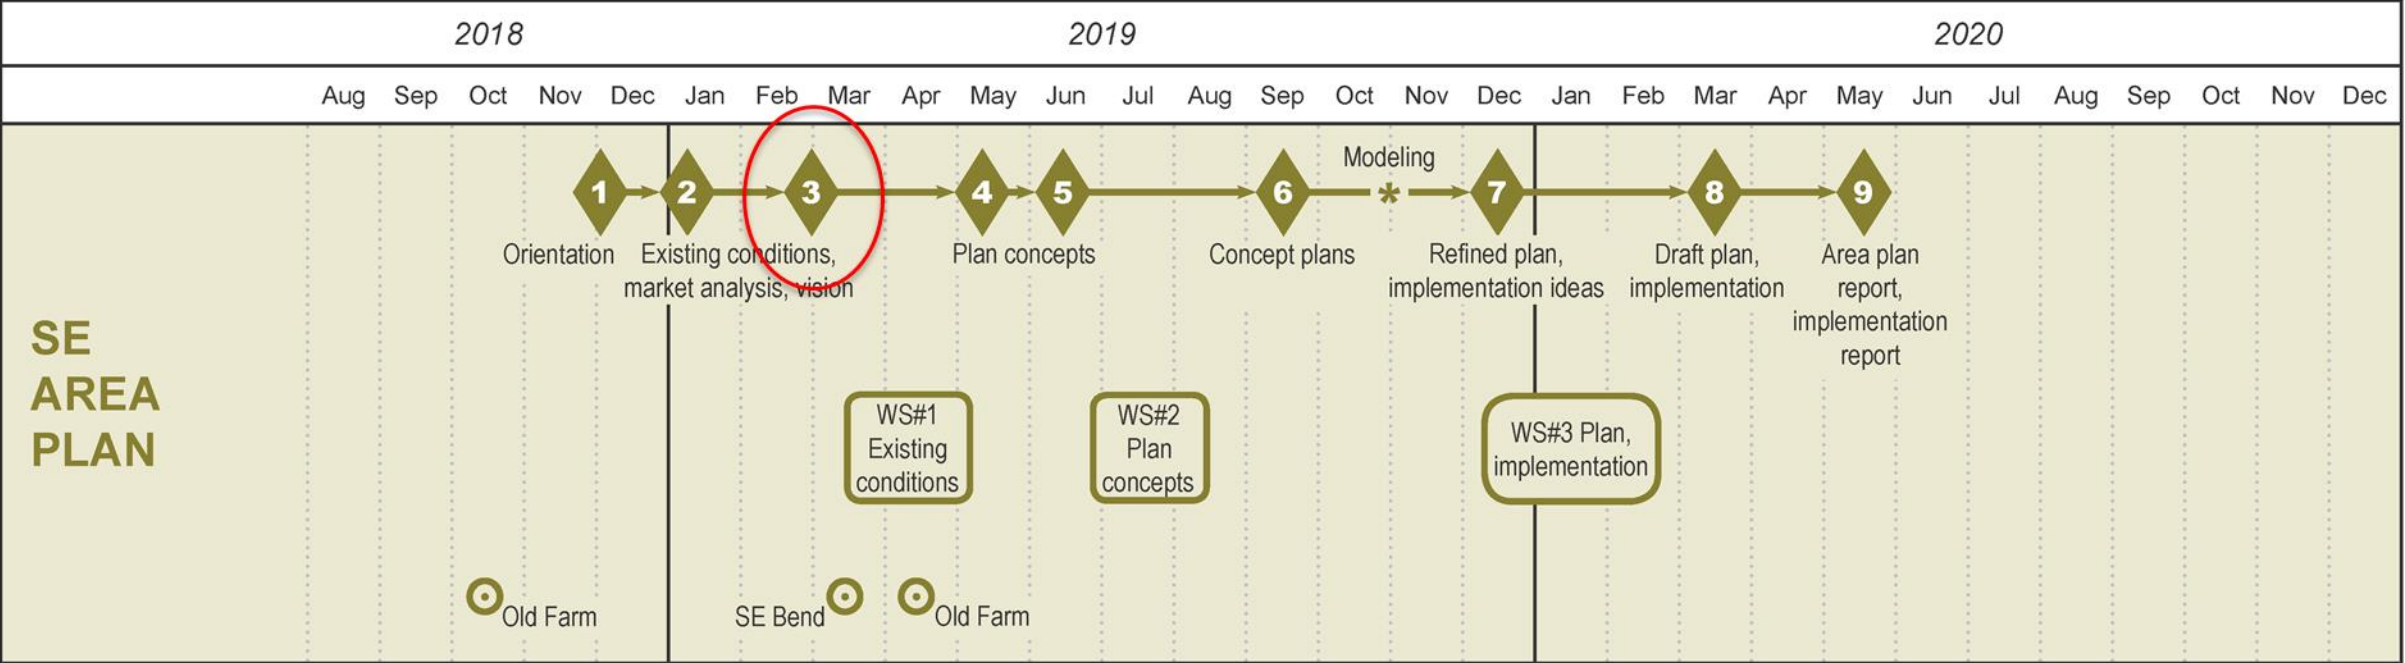 2018 2019 2020
Aug Sep Oct Nov Dec Jan Feb Mar Apr May Jun Jul Aug Sep Oct Nov Dec Jan Feb Mar Apr May Jun Jul Aug Sep Oct Nov Dec
Modeling
1 2 3 4 5 6 * 7 8 9
Orientation
Existing conditions,
market analysis, vision
Plan concepts
Concept plans
Refined plan,
implementation ideas
Draft plan,
implementation
Area plan
report,
implementation
report
SE
AREA
PLAN
WS#1
Existing
conditions
WS#2
Plan
concepts
WS#3 Plan,
implementation
Old Farm
SE Bend
Old Farm